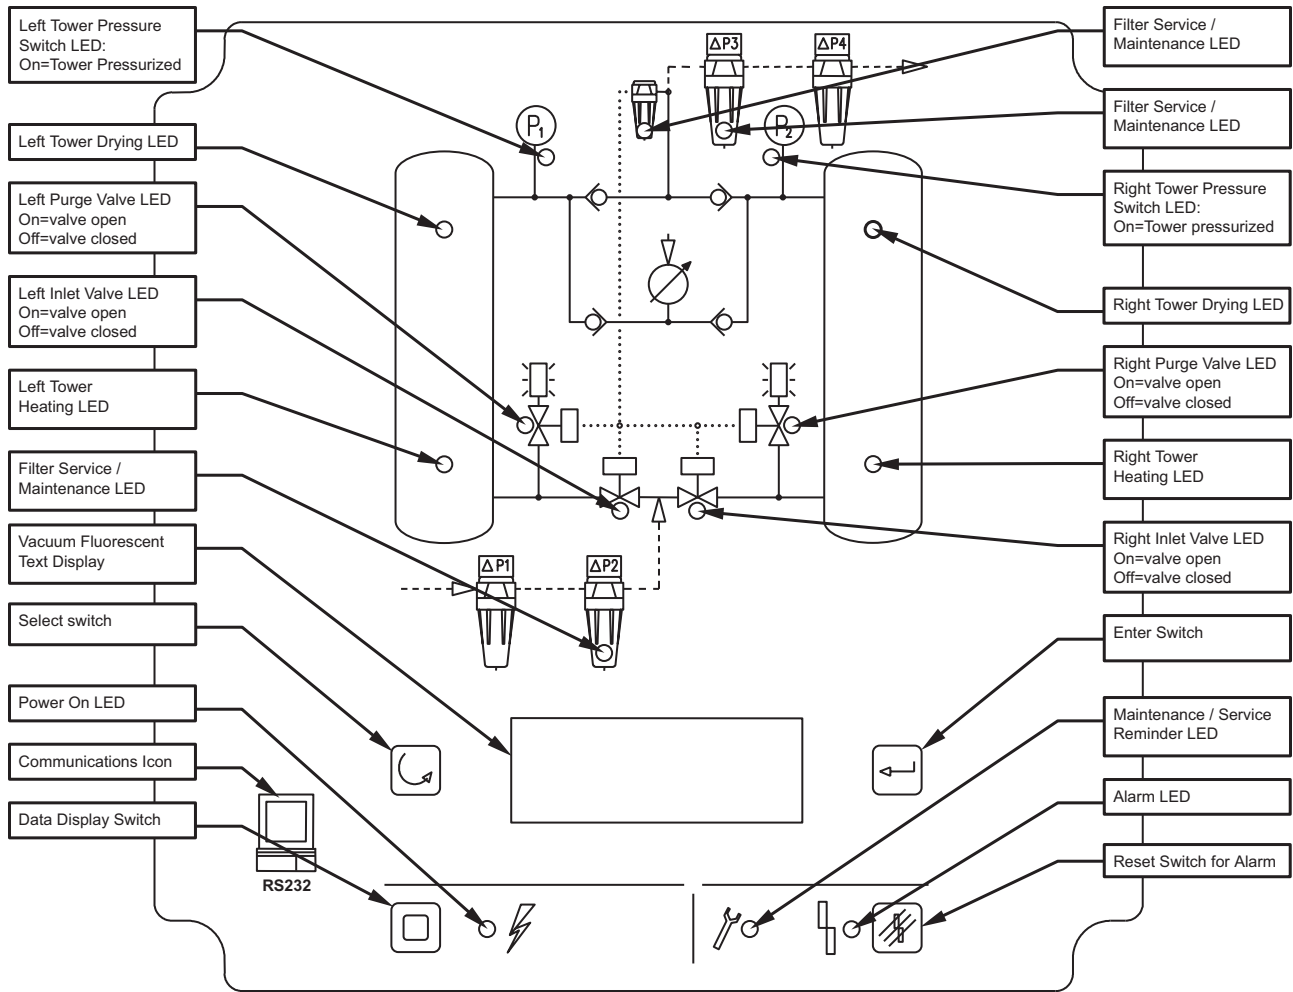 Left Tower Pressure
Switch LED:
On=Tower Pressurized
Left Tower Drying LED
Left Purge Valve LED
On=valve open
Off=valve closed
Left Inlet Valve LED
On=valve open
Off=valve closed
Left Tower
Heating LED
Filter Service /
Maintenance LED
Vacuum Fluorescent
Text Display
Select switch
Power On LED
Communications Icon
Data Display Switch
RS232
ΔP3
ΔP4
P1
P2
ΔP1
ΔP2
Filter Service /
Maintenance LED
Filter Service /
Maintenance LED
Right Tower Pressure
Switch LED:
On=Tower pressurized
Right Tower Drying LED
Right Purge Valve LED
On=valve open
Off=valve closed
Right Tower
Heating LED
Right Inlet Valve LED
On=valve open
Off=valve closed
Enter Switch
Maintenance / Service
Reminder LED
Alarm LED
Reset Switch for Alarm